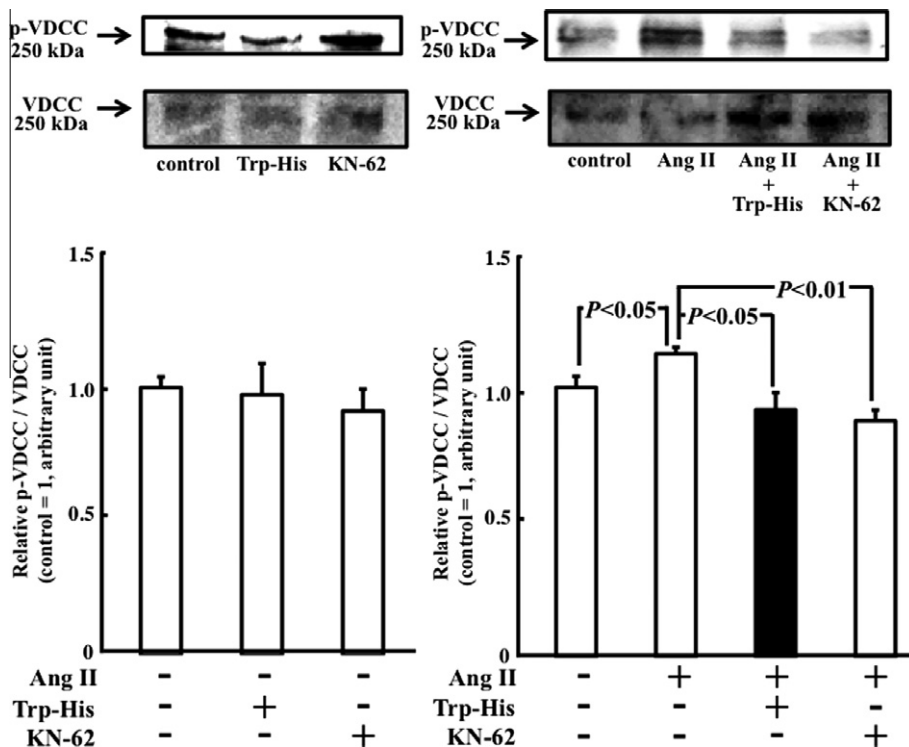 p-VDCC
250 kDa
VDCC
250 kDa
control Trp-His KN-62
p-VDCC
250 kDa
VDCC
250 kDa
control Ang II Ang II Ang II
+ +
Trp-His KN-62
Relative p-VDCC / VDCC
(control = 1, arbitrary unit)
1.5
1.0
0.5
0
Ang II - - -
Trp-His - + -
KN-62 - - +
Relative p-VDCC / VDCC
(control = 1, arbitrary unit)
1.5
1.0
0.5
0
P<0.05
P<0.05
P<0.01
Ang II - + + +
Trp-His - - + -
KN-62 - - - +